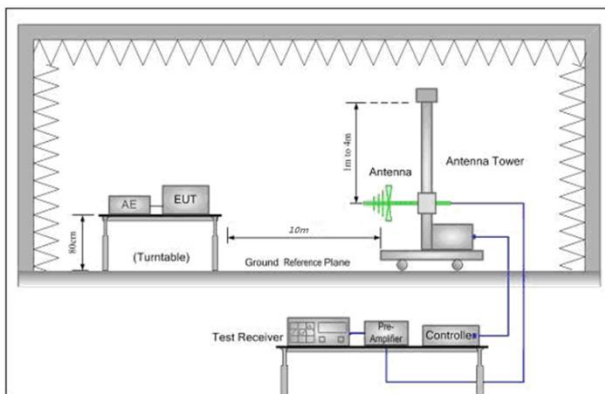 1m to 4m
Antenna
Antenna Tower
AE
EUT
80cm
(Turntable)
10m
Ground Reference Plane
Test Receiver
Pre-
Amplifier
Controller